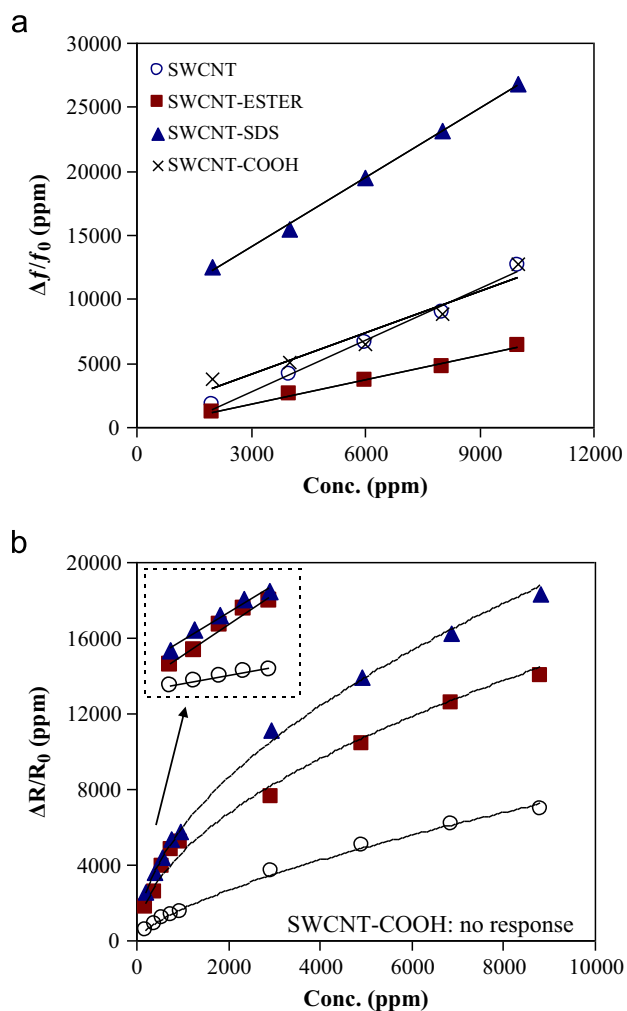 a
30000
25000
20000
15000
10000
5000
0
Δf/f0 (ppm)
SWCNT
SWCNT-ESTER
SWCNT-SDS
SWCNT-COOH
0 3000 6000 9000 12000
Conc. (ppm)
b
20000
16000
12000
8000
4000
0
ΔR/R0 (ppm)
SWCNT-COOH: no response
0 2000 4000 6000 8000 10000
Conc. (ppm)